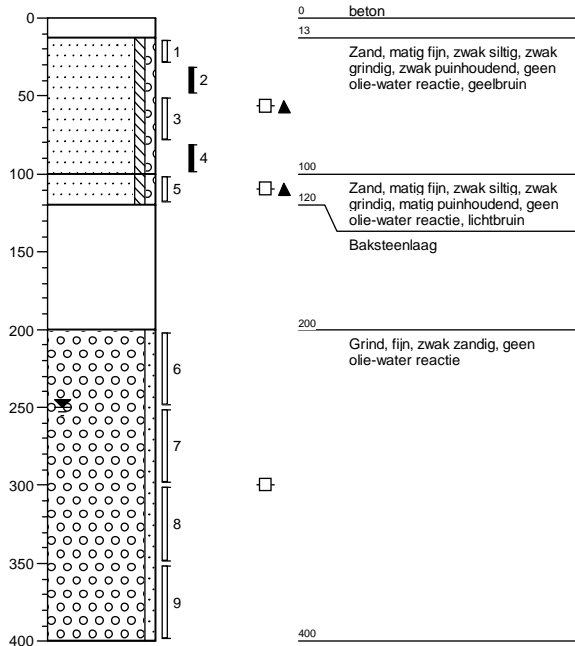 0
50
100
150
200
250
300
350
400
1
2
3
4
5
6
7
8
9
0 beton
13
Zand, matig fijn, zwak siltig, zwak
grindig, zwak puinhoudend, geen
olie-water reactie, geelbruin
100
Zand, matig fijn, zwak siltig, zwak
120 grindig, matig puinhoudend, geen
olie-water reactie, lichtbruin
Baksteenlaag
200
Grind, fijn, zwak zandig, geen
olie-water reactie
400